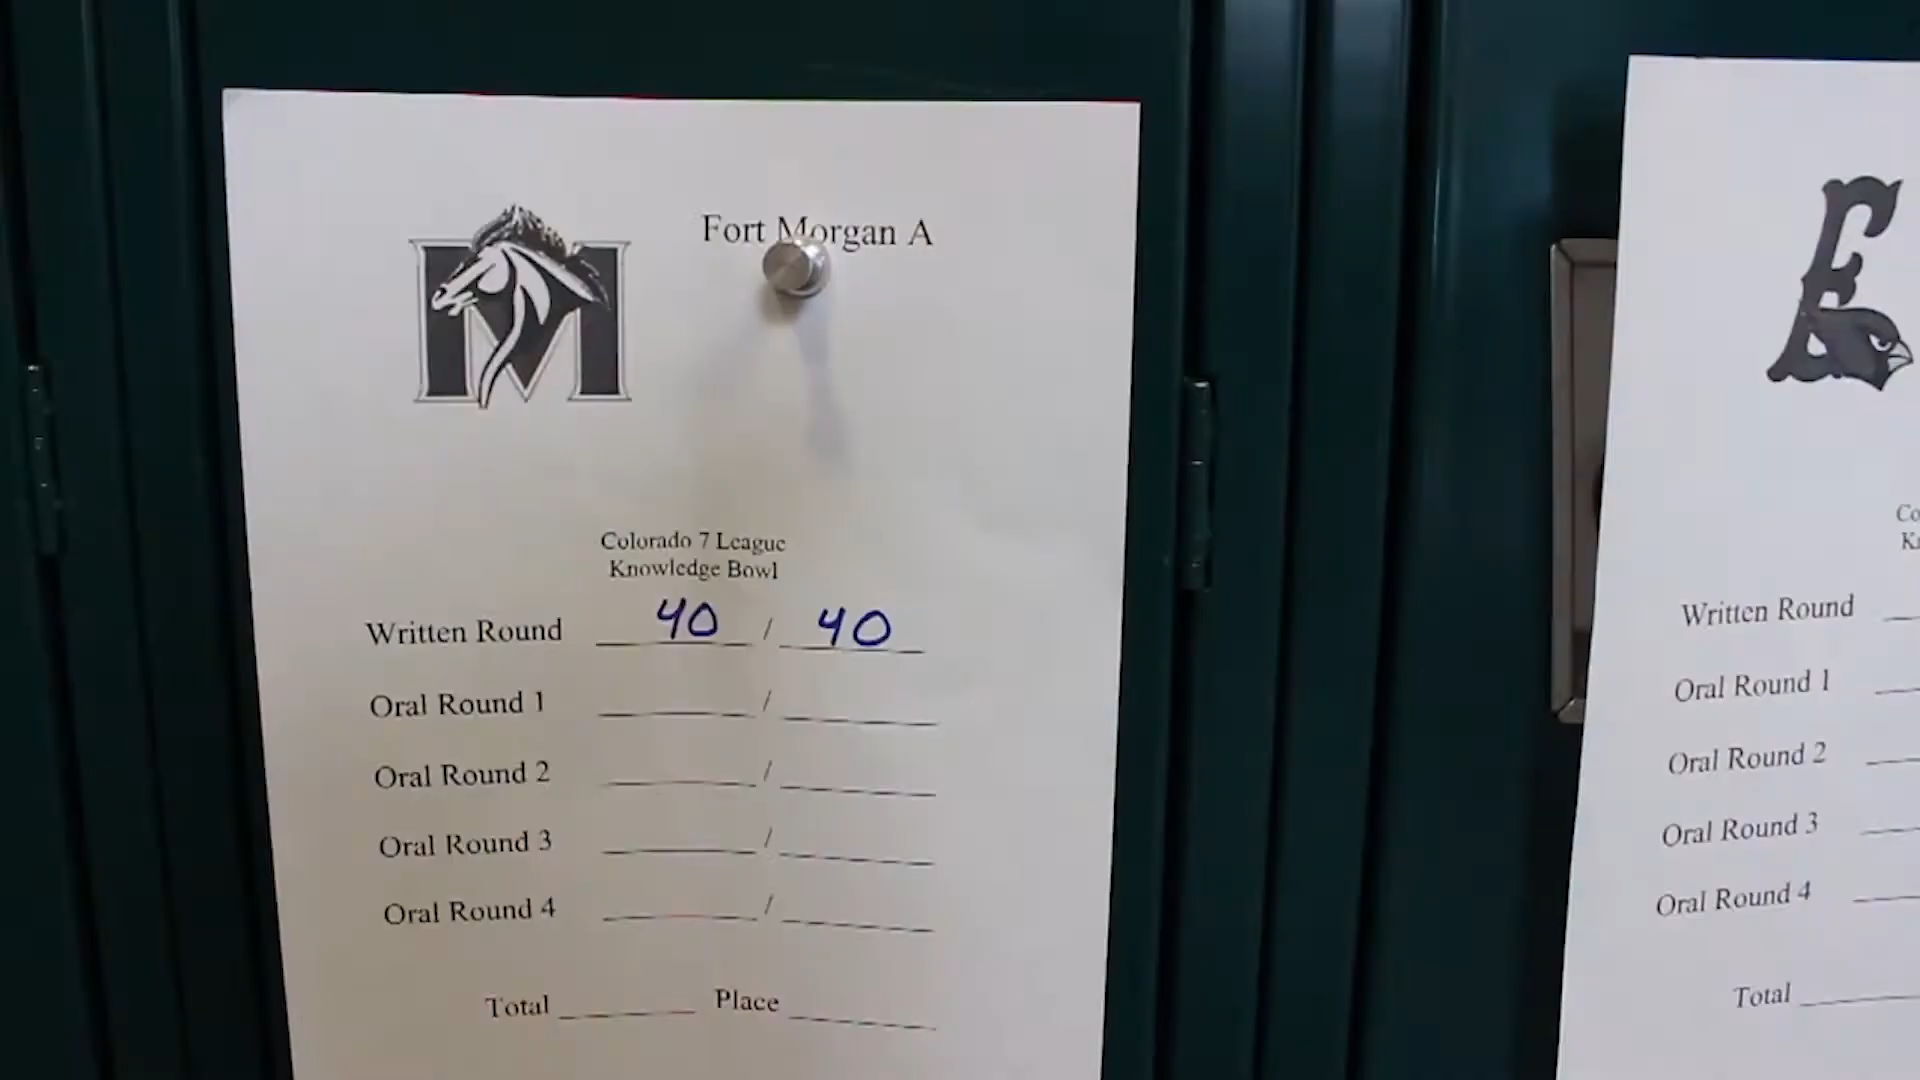 Fort Morgan A
M
Colorado 7 League
Knowledge Bowl
Written Round 40 / 40
Oral Round 1 /
Oral Round 2 /
Oral Round 3 /
Oral Round 4 /
Total Place
E
Written Round
Oral Round 1
Oral Round 2
Oral Round 3
Oral Round 4
Total